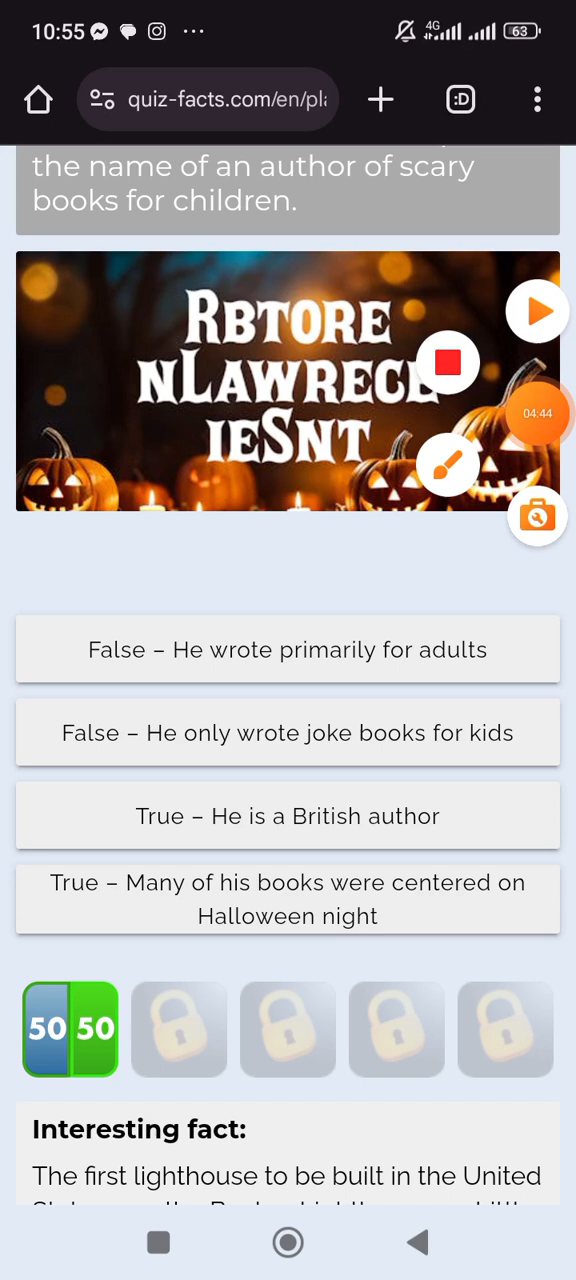 10:55 ... 4G 63
quiz-facts.com/en/pla
the name of an author of scary
books for children.
RBTORE
NLAWRECE
IESNT
04:44
False – He wrote primarily for adults
False – He only wrote joke books for kids
True – He is a British author
True – Many of his books were centered on
Halloween night
50 50
Interesting fact:
The first lighthouse to be built in the United